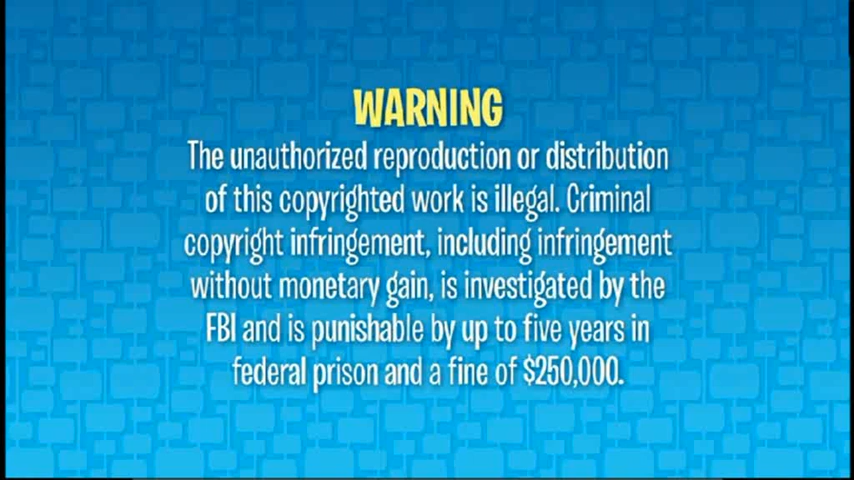 WARNING
The unauthorized reproduction or distribution
of this copyrighted work is illegal. Criminal
copyright infringement, including infringement
without monetary gain, is investigated by the
FBI and is punishable by up to five years in
federal prison and a fine of $250,000.